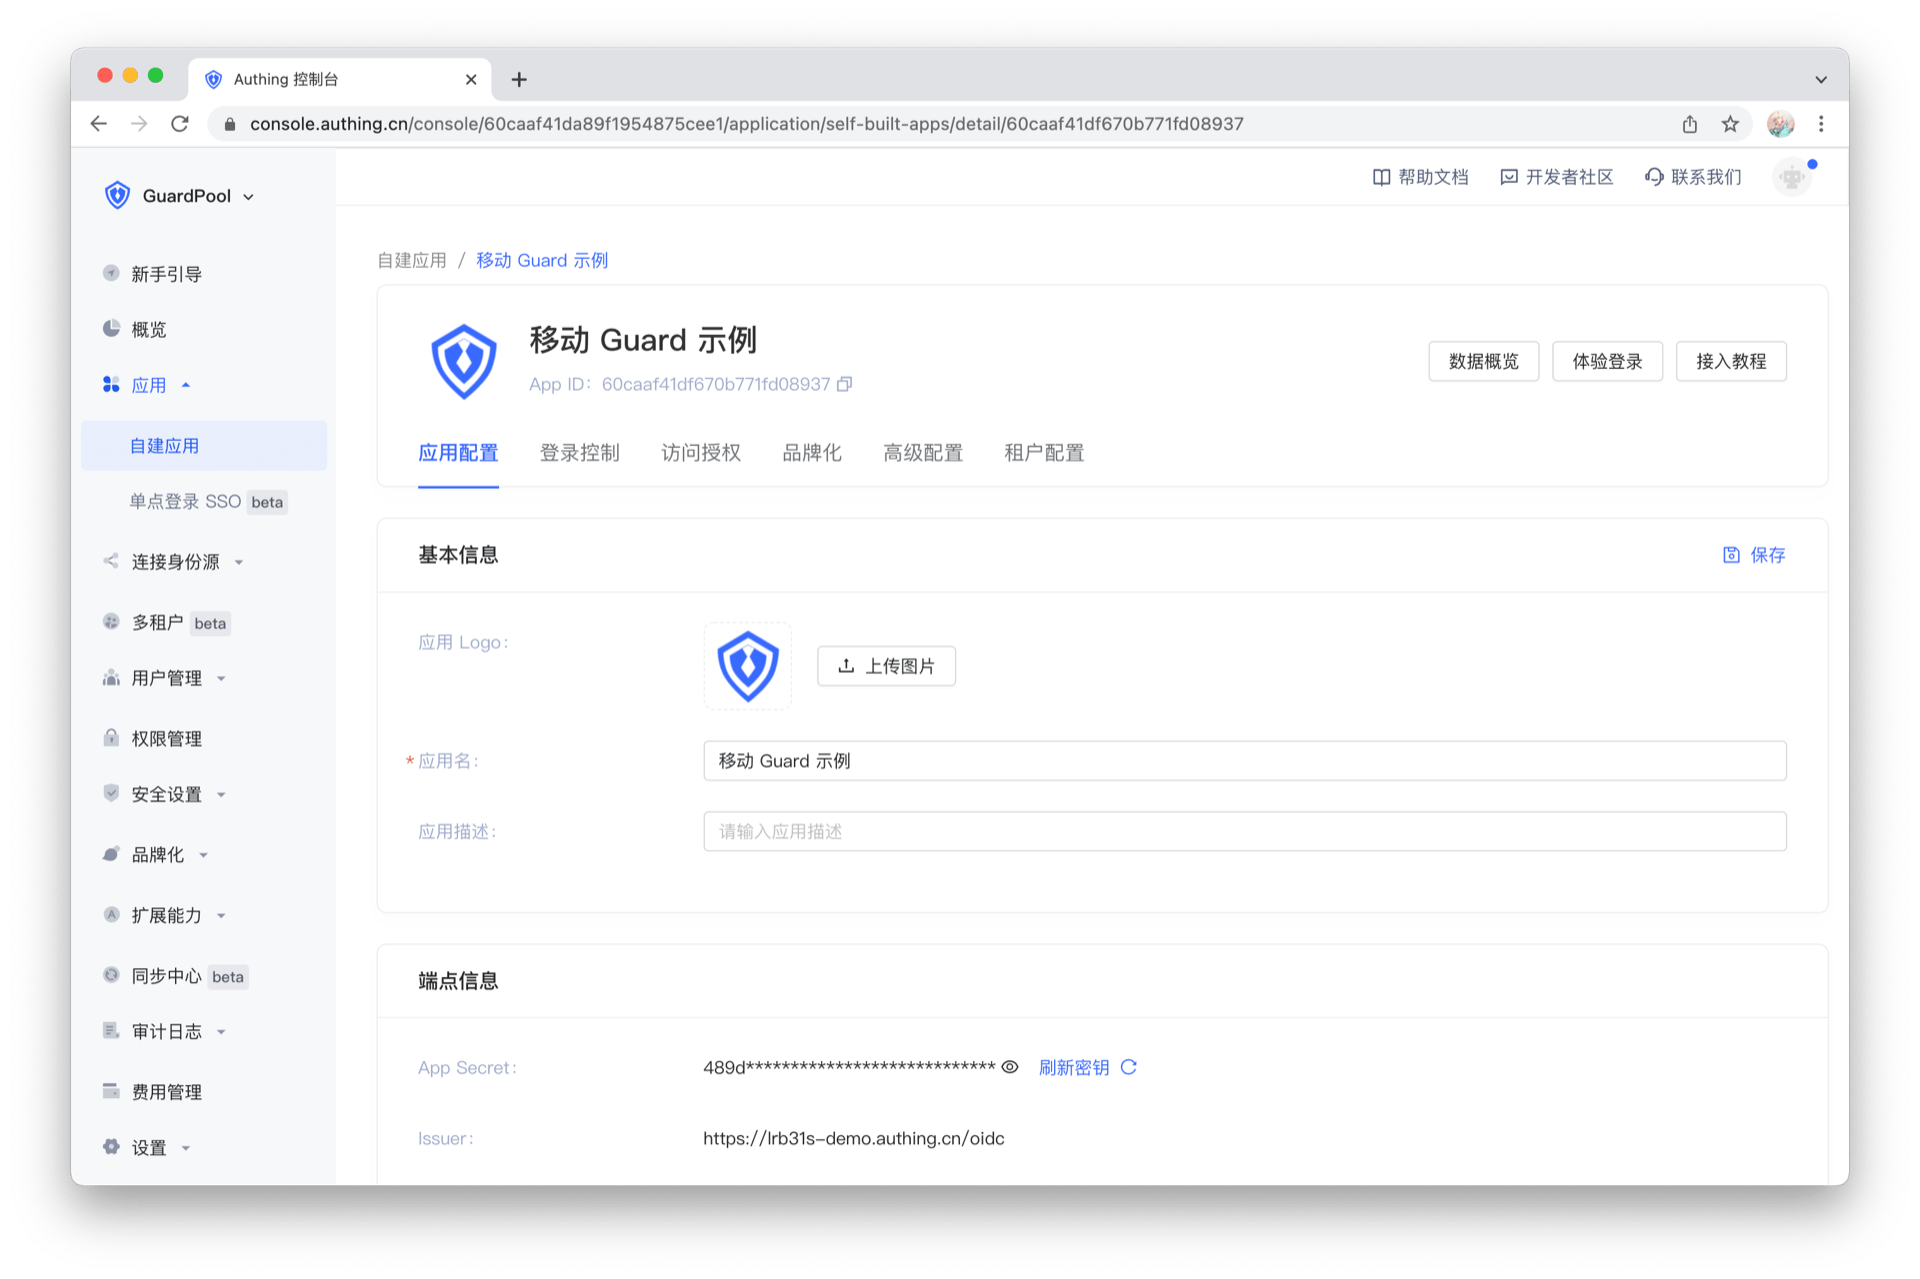 Authing 控制台
console.authing.cn/console/60caaf41da89f1954875cee1/application/self-built-apps/detail/60caaf41df670b771fd08937
GuardPool
帮助文档 开发者社区 联系我们
新手引导
概览
应用
自建应用
单点登录 SSO beta
连接身份源
多租户 beta
用户管理
权限管理
安全设置
品牌化
扩展能力
同步中心 beta
审计日志
费用管理
设置
自建应用 / 移动 Guard 示例
移动 Guard 示例
App ID: 60caaf41df670b771fd08937
数据概览 体验登录 接入教程
应用配置 登录控制 访问授权 品牌化 高级配置 租户配置
基本信息 保存
应用 Logo:
上传图片
* 应用名: 移动 Guard 示例
应用描述: 请输入应用描述
端点信息
App Secret: 489d**************************** 刷新密钥
Issuer: https://lrb31s-demo.authing.cn/oidc